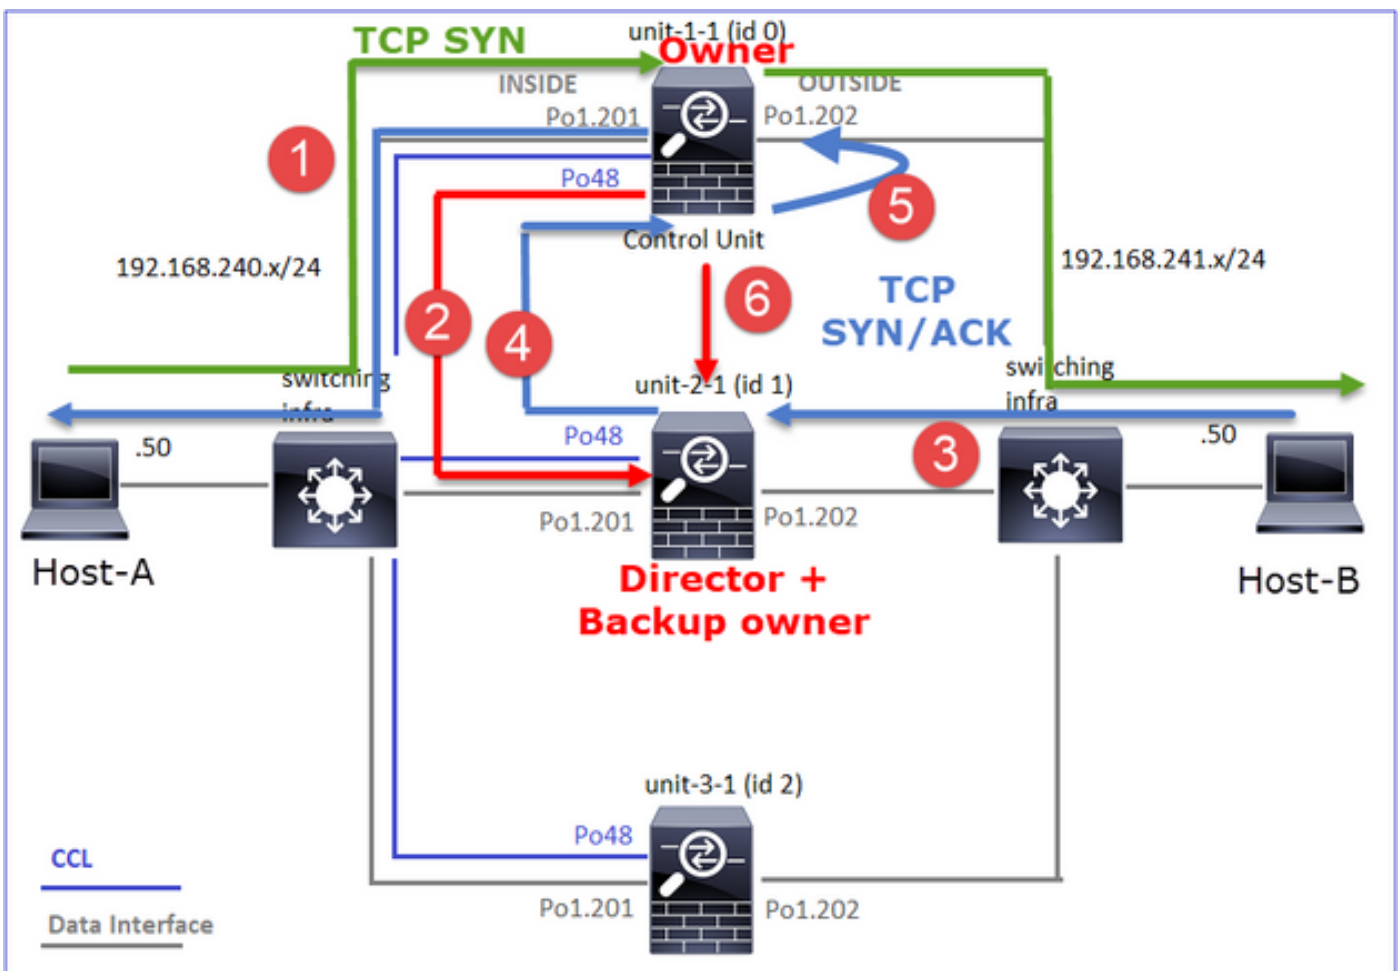 unit-1-1 (id 0)
TCP SYN
Owner
INSIDE
OUTSIDE
Po1.201
Po1.202
1
Po48
5
Control Unit
192.168.240.x/24
192.168.241.x/24
2
4
6
TCP
SYN/ACK
switching
infra
unit-2-1 (id 1)
switching
infra
.50
Po48
3
.50
Po1.201
Po1.202
Host-A
Director +
Backup owner
Host-B
unit-3-1 (id 2)
Po48
CCL
Po1.201
Po1.202
Data Interface